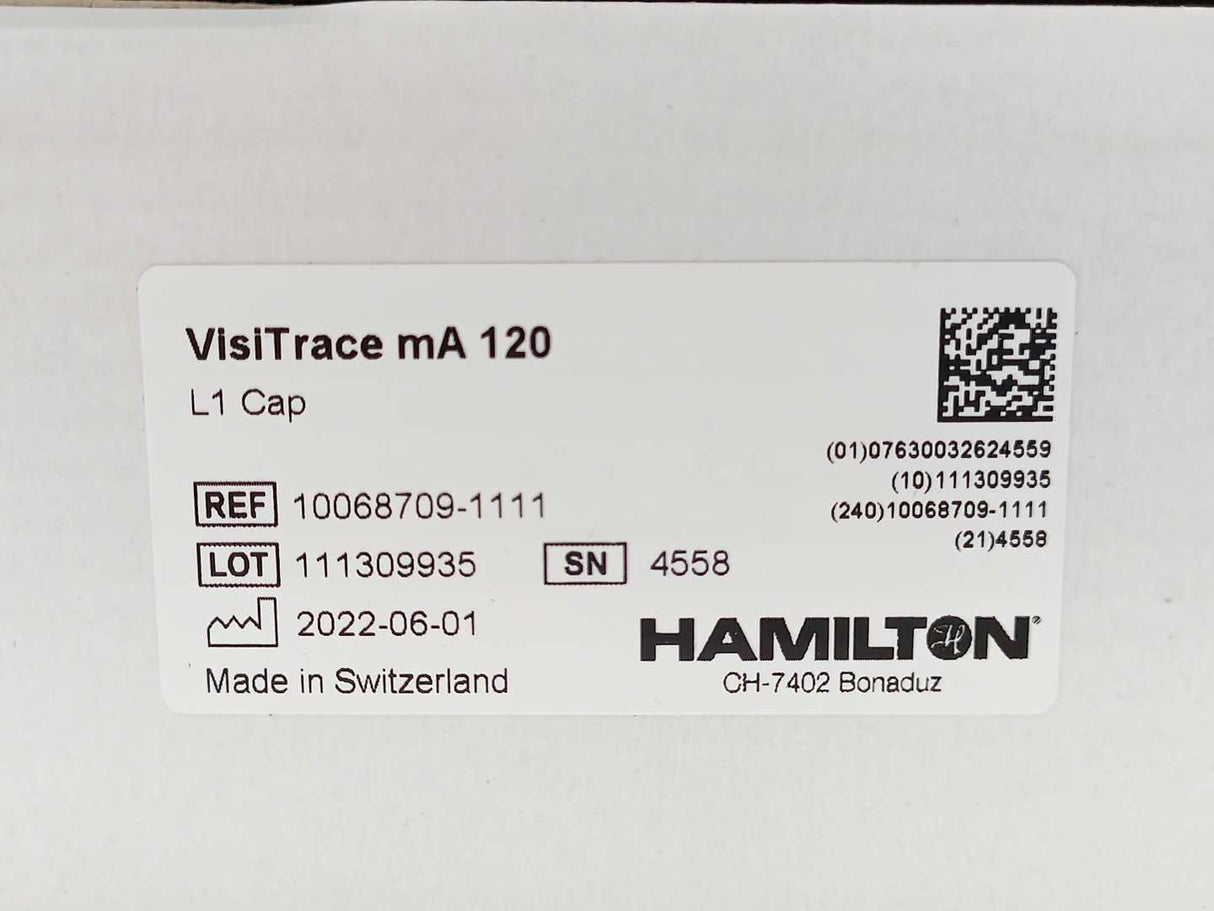 VisiTrace mA 120
L1 Cap
(01)07630032624559
(10)111309935
(240)10068709-1111
(21)4558
REF 10068709-1111
LOT 111309935 SN 4558
2022-06-01
Made in Switzerland
HAMILTON®
CH-7402 Bonaduz